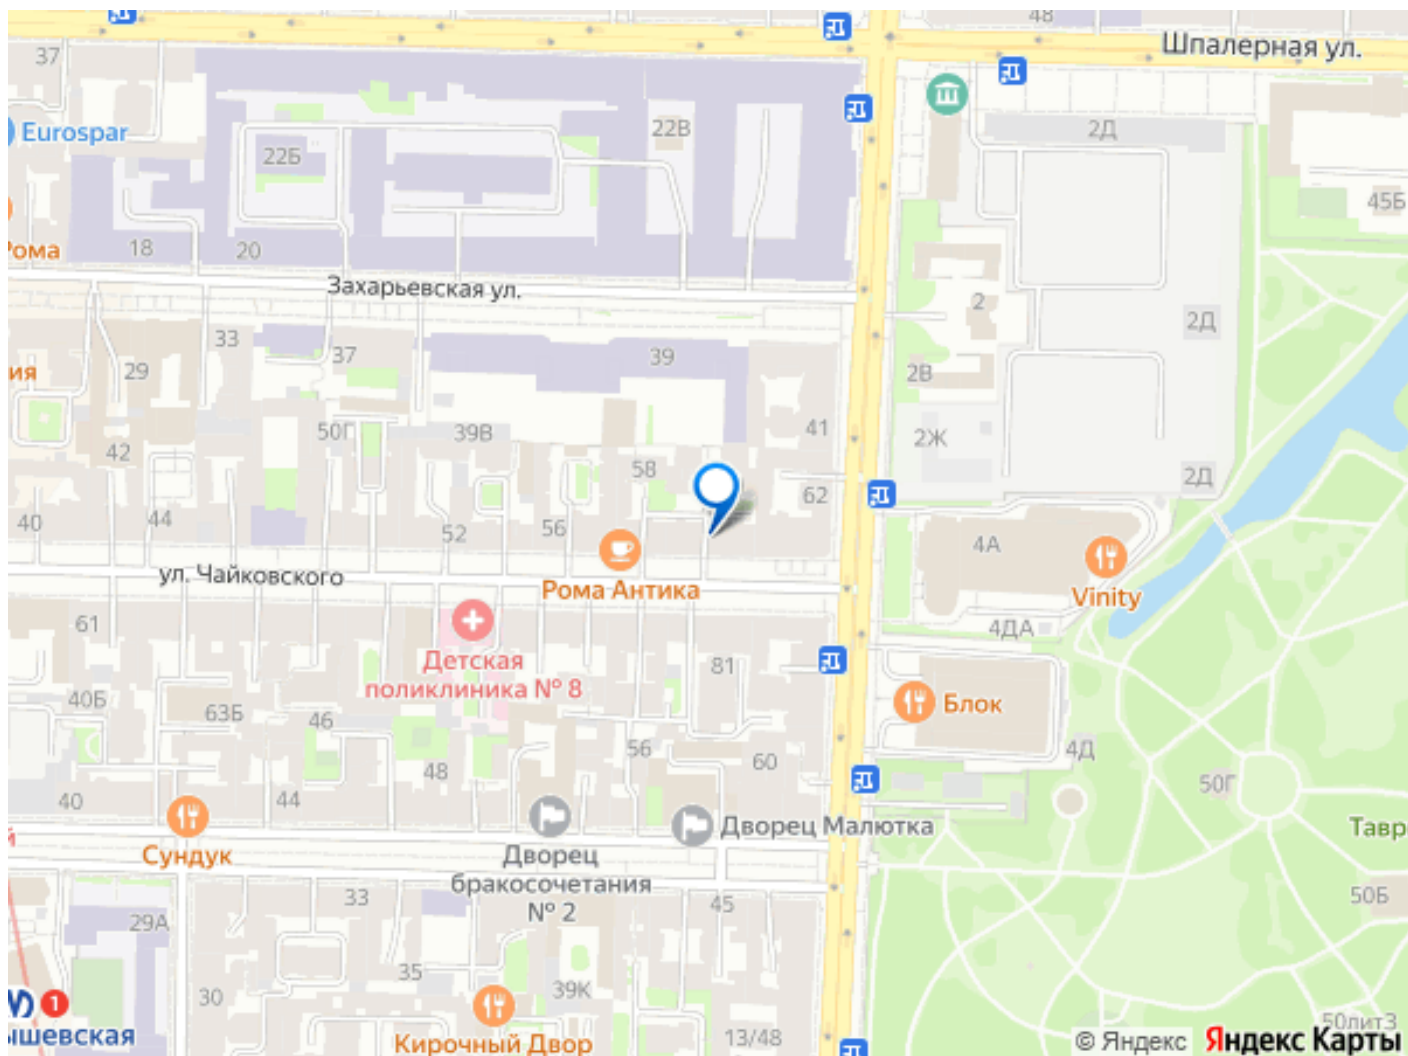 48
Шпалерная ул.
37
Eurospar
22В
2Д
22Б
45Б
Рома
18
20
Захарьевская ул.
2
2Д
33
37
39
ия
29
2В
50Г
39В
41
2Ж
42
58
2Д
62
40
44
52
56
4А
ул. Чайковского
Рома Антика
Vinity
61
4ДА
Детская
поликлиника № 8
81
40Б
63Б
46
Блок
56
60
4Д
48
50Г
40
44
Дворец Малютка
Тавр
й
Сундук
Дворец
бракосочетания
№ 2
33
45
50Б
29А
35
30
39К
1
ышевская
Кирочный Двор
13/48
50литЗ
© Яндекс
Яндекс Карты